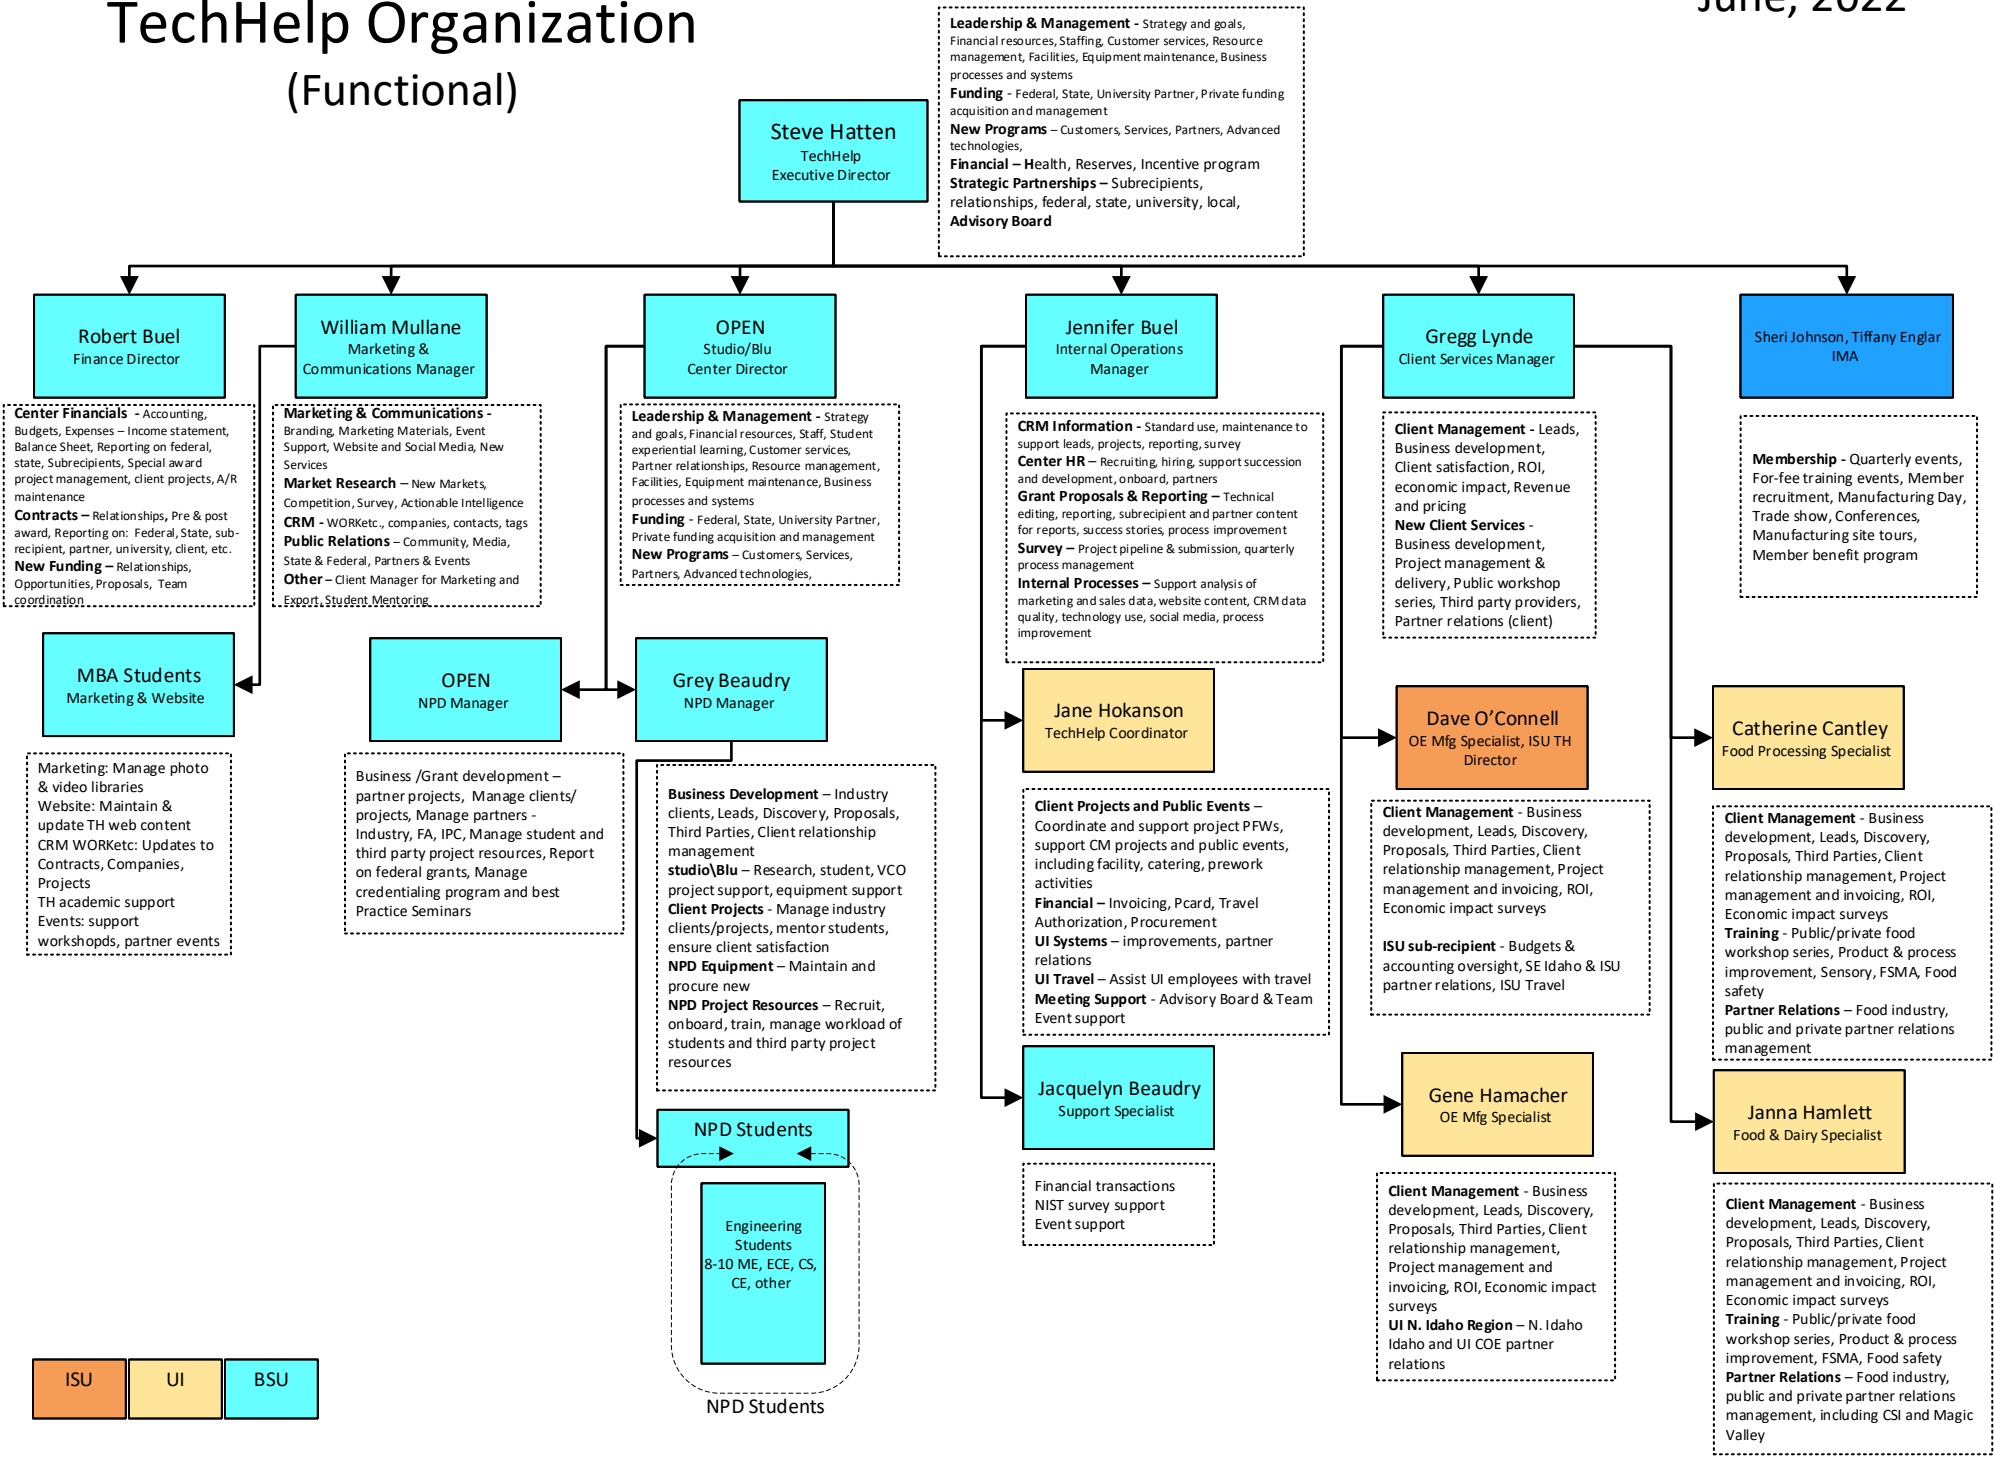 TechHelp Organization
(Functional)
June, 2022
Leadership & Management - Strategy and goals,
Financial resources, Staffing, Customer services, Resource
management, Facilities, Equipment maintenance, Business
processes and systems
Funding - Federal, State, University Partner, Private funding
acquisition and management
New Programs – Customers, Services, Partners, Advanced
technologies,
Financial – Health, Reserves, Incentive program
Strategic Partnerships – Subrecipients,
relationships, federal, state, university, local,
Advisory Board
Steve Hatten
TechHelp
Executive Director
Robert Buel
Finance Director
William Mullane
Marketing &
Communications Manager
OPEN
Studio/Blu
Center Director
Jennifer Buel
Internal Operations
Manager
Gregg Lynde
Client Services Manager
Sheri Johnson, Tiffany Englar
IMA
Center Financials - Accounting,
Budgets, Expenses – Income statement,
Balance Sheet, Reporting on federal,
state, Subrecipients, Special award
project management, client projects, A/R
maintenance
Contracts – Relationships, Pre & post
award, Reporting on: Federal, State, sub-
recipient, partner, university, client, etc.
New Funding – Relationships,
Opportunities, Proposals, Team
coordination
Marketing & Communications -
Branding, Marketing Materials, Event
Support, Website and Social Media, New
Services
Market Research – New Markets,
Competition, Survey, Actionable Intelligence
CRM - WORKetc., companies, contacts, tags
Public Relations – Community, Media,
State & Federal, Partners & Events
Other – Client Manager for Marketing and
Export, Student Mentoring
Leadership & Management - Strategy
and goals, Financial resources, Staff, Student
experiential learning, Customer services,
Partner relationships, Resource management,
Facilities, Equipment maintenance, Business
processes and systems
Funding - Federal, State, University Partner,
Private funding acquisition and management
New Programs – Customers, Services,
Partners, Advanced technologies,
CRM Information - Standard use, maintenance to
support leads, projects, reporting, survey
Center HR – Recruiting, hiring, support succession
and development, onboard, partners
Grant Proposals & Reporting – Technical
editing, reporting, subrecipient and partner content
for reports, success stories, process improvement
Survey – Project pipeline & submission, quarterly
process management
Internal Processes – Support analysis of
marketing and sales data, website content, CRM data
quality, technology use, social media, process
improvement
Client Management - Leads,
Business development,
Client satisfaction, ROI,
economic impact, Revenue
and pricing
New Client Services -
Business development,
Project management &
delivery, Public workshop
series, Third party providers,
Partner relations (client)
Membership - Quarterly events,
For-fee training events, Member
recruitment, Manufacturing Day,
Trade show, Conferences,
Manufacturing site tours,
Member benefit program
MBA Students
Marketing & Website
OPEN
NPD Manager
Grey Beaudry
NPD Manager
Jane Hokanson
TechHelp Coordinator
Dave O’Connell
OE Mfg Specialist, ISU TH
Director
Catherine Cantley
Food Processing Specialist
Marketing: Manage photo
& video libraries
Website: Maintain &
update TH web content
CRM WORKetc: Updates to
Contracts, Companies,
Projects
TH academic support
Events: support
workshopds, partner events
Business /Grant development –
partner projects, Manage clients/
projects, Manage partners -
Industry, FA, IPC, Manage student and
third party project resources, Report
on federal grants, Manage
credentialing program and best
Practice Seminars
Business Development – Industry
clients, Leads, Discovery, Proposals,
Third Parties, Client relationship
management
studio\Blu – Research, student, VCO
project support, equipment support
Client Projects - Manage industry
clients/projects, mentor students,
ensure client satisfaction
NPD Equipment – Maintain and
procure new
NPD Project Resources – Recruit,
onboard, train, manage workload of
students and third party project
resources
Client Projects and Public Events –
Coordinate and support project PFWs,
support CM projects and public events,
including facility, catering, prework
activities
Financial – Invoicing, Pcard, Travel
Authorization, Procurement
UI Systems – improvements, partner
relations
UI Travel – Assist UI employees with travel
Meeting Support - Advisory Board & Team
Event support
Client Management - Business
development, Leads, Discovery,
Proposals, Third Parties, Client
relationship management, Project
management and invoicing, ROI,
Economic impact surveys
ISU sub-recipient - Budgets &
accounting oversight, SE Idaho & ISU
partner relations, ISU Travel
Client Management - Business
development, Leads, Discovery,
Proposals, Third Parties, Client
relationship management, Project
management and invoicing, ROI,
Economic impact surveys
Training - Public/private food
workshop series, Product & process
improvement, Sensory, FSMA, Food
safety
Partner Relations – Food industry,
public and private partner relations
management
NPD Students
Engineering
Students
8-10 ME, ECE, CS,
CE, other
NPD Students
Jacquelyn Beaudry
Support Specialist
Financial transactions
NIST survey support
Event support
Gene Hamacher
OE Mfg Specialist
Client Management - Business
development, Leads, Discovery,
Proposals, Third Parties, Client
relationship management,
Project management and
invoicing, ROI, Economic impact
surveys
UI N. Idaho Region – N. Idaho
Idaho and UI COE partner
relations
Janna Hamlett
Food & Dairy Specialist
Client Management - Business
development, Leads, Discovery,
Proposals, Third Parties, Client
relationship management, Project
management and invoicing, ROI,
Economic impact surveys
Training - Public/private food
workshop series, Product & process
improvement, FSMA, Food safety
Partner Relations – Food industry,
public and private partner relations
management, including CSI and Magic
Valley
ISU
UI
BSU